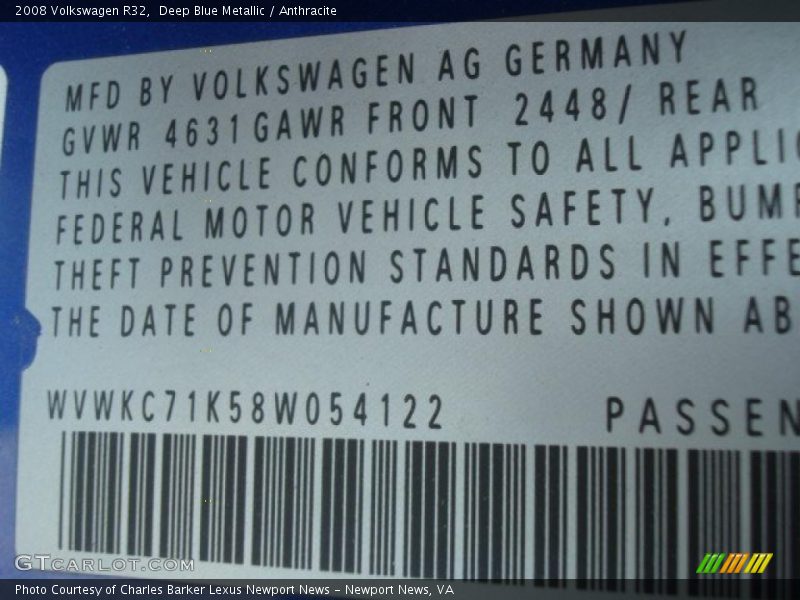 2008 Volkswagen R32, Deep Blue Metallic / Anthracite
MFD BY VOLKSWAGEN AG GERMANY
GVWR 4631GAWR FRONT 2448/ REAR
THIS VEHICLE CONFORMS TO ALL APPLIC
FEDERAL MOTOR VEHICLE SAFETY, BUMP
THEFT PREVENTION STANDARDS IN EFFE
THE DATE OF MANUFACTURE SHOWN AB
WVWKC71K58W054122 PASSEN
GTCARLOT.COM
Photo Courtesy of Charles Barker Lexus Newport News – Newport News, VA